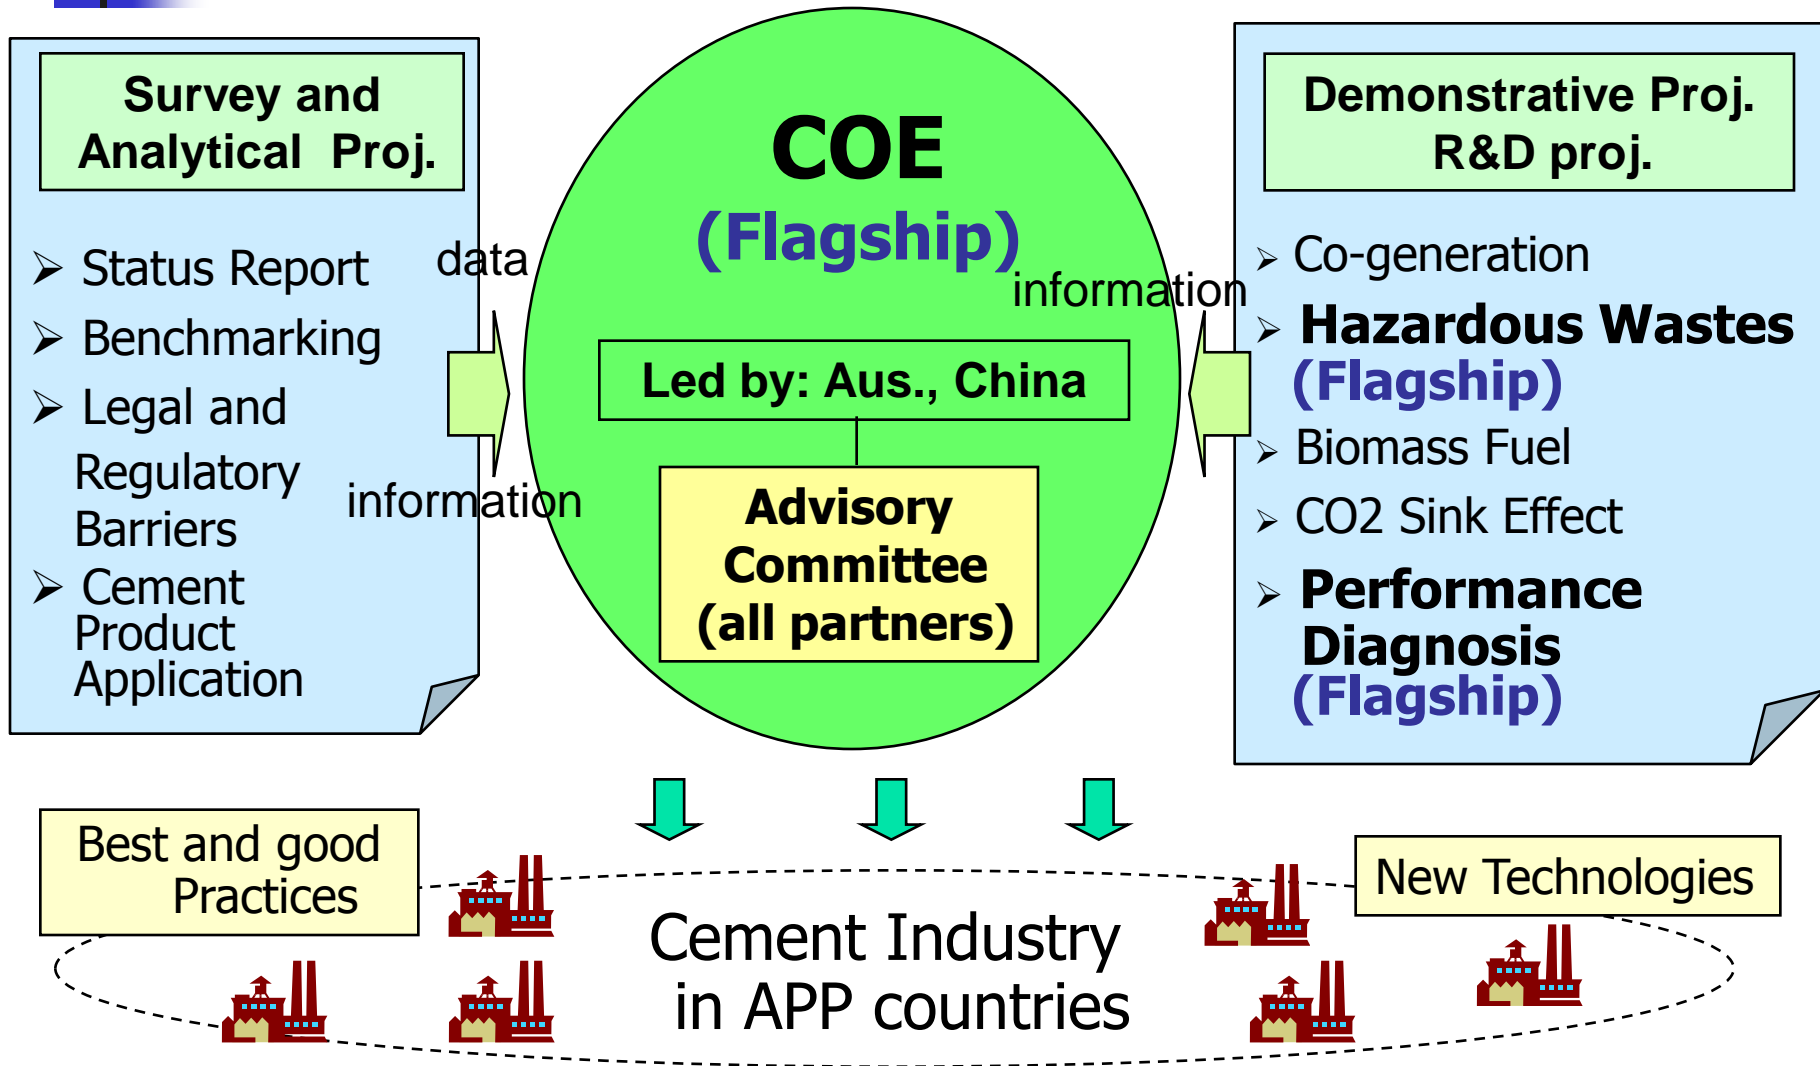 Survey and
Analytical Proj.
➢ Status Report
➢ Benchmarking
➢ Legal and
Regulatory
Barriers
➢ Cement
Product
Application
data
information
COE
(Flagship)
Led by: Aus., China
Advisory
Committee
(all partners)
information
Demonstrative Proj.
R&D proj.
➢ Co-generation
➢ Hazardous Wastes
(Flagship)
➢ Biomass Fuel
➢ CO2 Sink Effect
➢ Performance
Diagnosis
(Flagship)
Best and good
Practices
New Technologies
Cement Industry
in APP countries